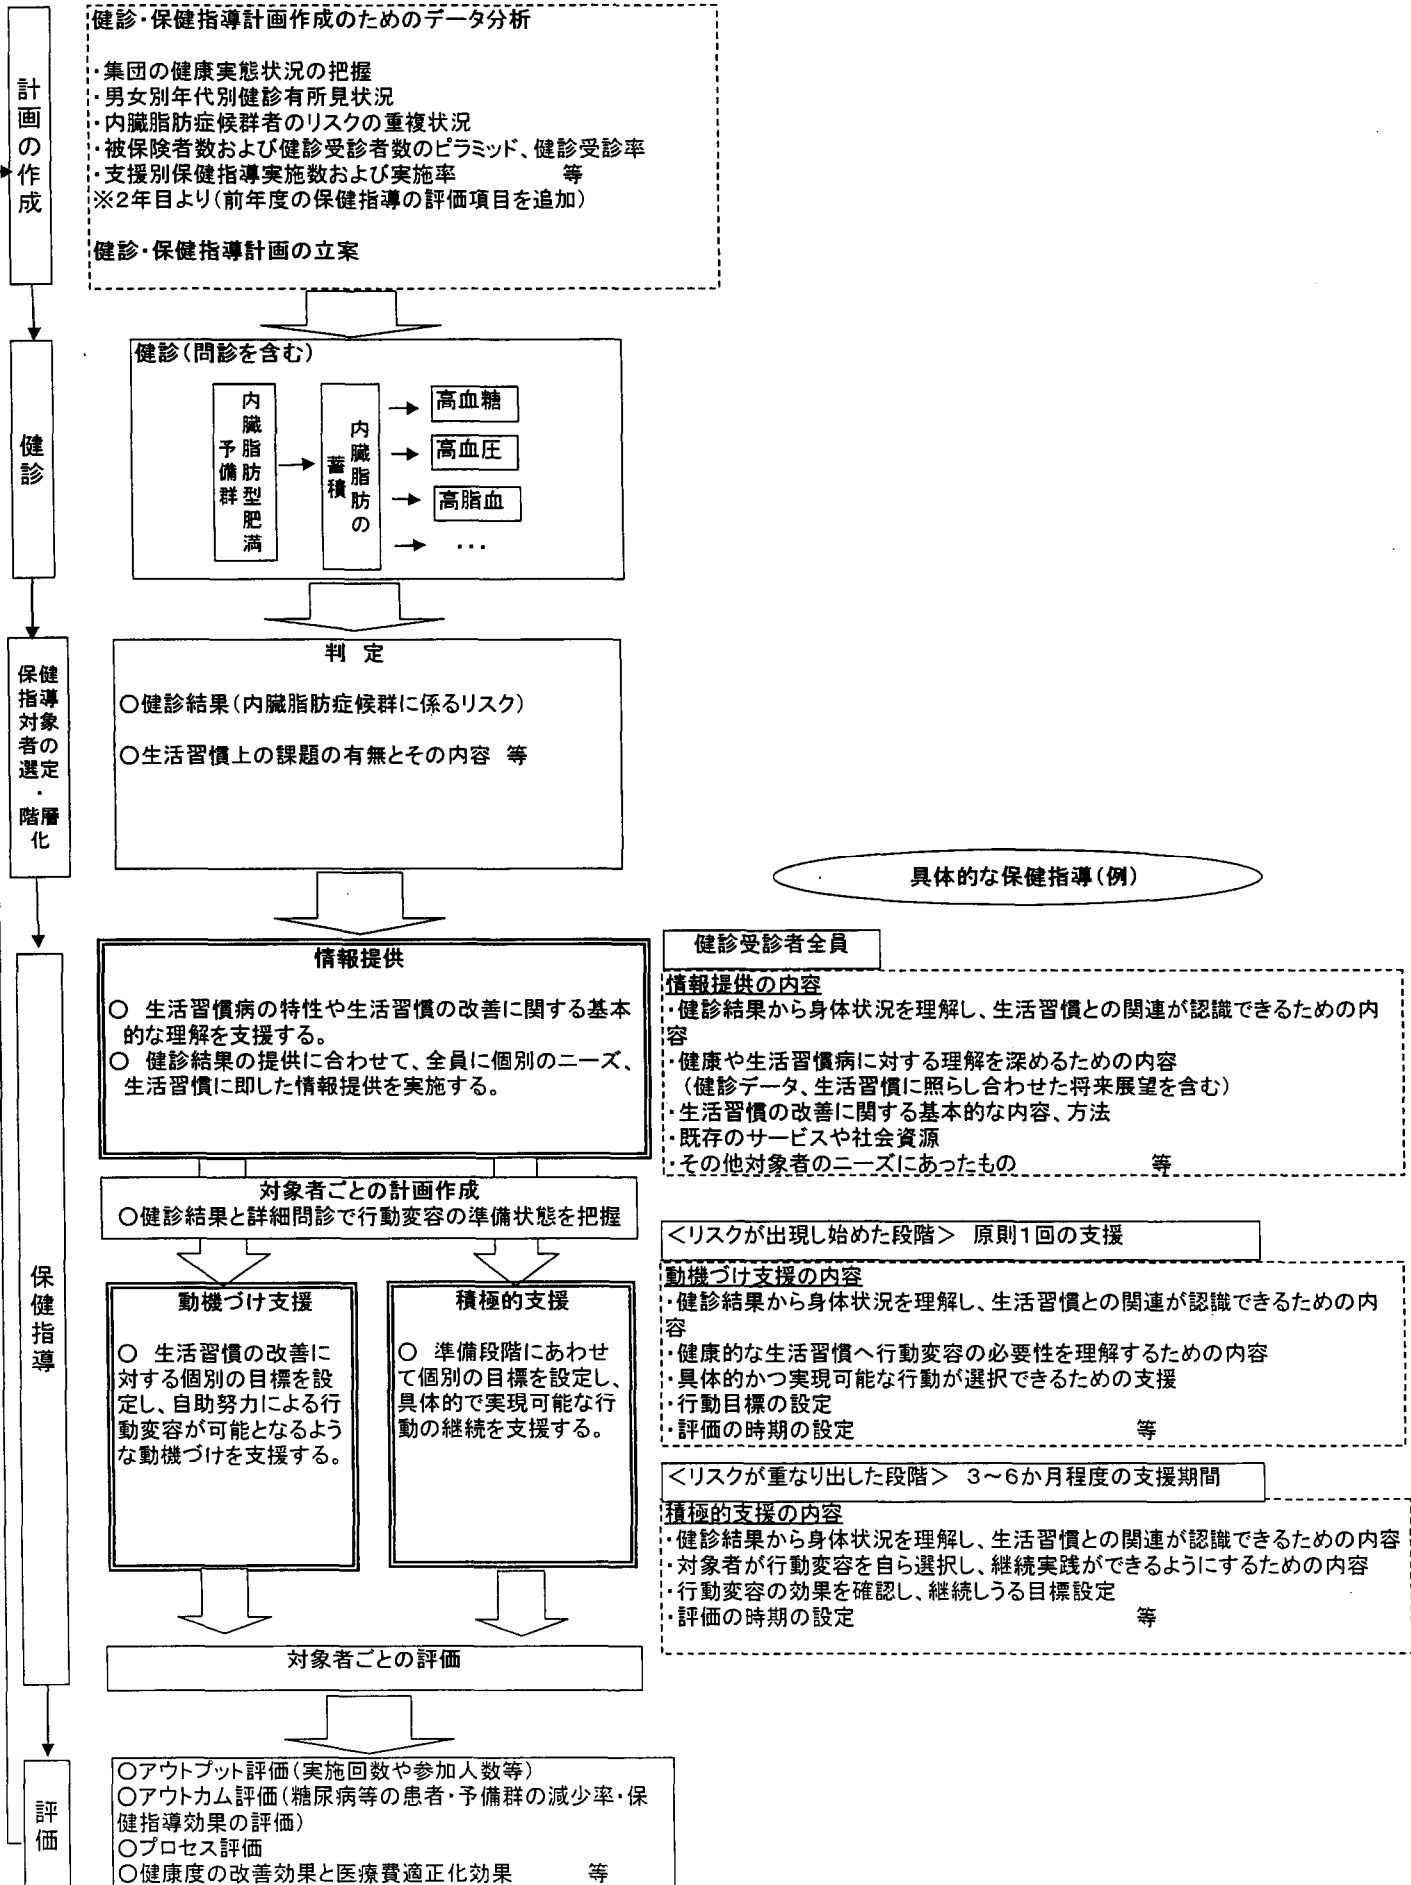 計画の作成
健診・保健指導計画作成のためのデータ分析
・集団の健康実態状況の把握
・男女別年代別健診有所見状況
・内臓脂肪症候群者のリスクの重複状況
・被保険者数および健診受診者数のピラミッド、健診受診率
・支援別保健指導実施数および実施率　等
※2年目より(前年度の保健指導の評価項目を追加)
健診・保健指導計画の立案
健診
健診(問診を含む)
内臓脂肪型肥満
予備群
内臓脂肪の
蓄積
高血糖
高血圧
高脂血
・・・
保健指導対象者の選定・階層化
判　定
○健診結果(内臓脂肪症候群に係るリスク)
○生活習慣上の課題の有無とその内容　等
具体的な保健指導(例)
保健指導
情報提供
○　生活習慣病の特性や生活習慣の改善に関する基本
的な理解を支援する。
○　健診結果の提供に合わせて、全員に個別のニーズ、
生活習慣に即した情報提供を実施する。
健診受診者全員
情報提供の内容
・健診結果から身体状況を理解し、生活習慣との関連が認識できるための内
容
・健康や生活習慣病に対する理解を深めるための内容
（健診データ、生活習慣に照らし合わせた将来展望を含む）
・生活習慣の改善に関する基本的な内容、方法
・既存のサービスや社会資源
・その他対象者のニーズにあったもの　等
対象者ごとの計画作成
○健診結果と詳細問診で行動変容の準備状態を把握
＜リスクが出現し始めた段階＞　原則1回の支援
動機づけ支援の内容
・健診結果から身体状況を理解し、生活習慣との関連が認識できるための内
容
・健康的な生活習慣へ行動変容の必要性を理解するための内容
・具体的かつ実現可能な行動が選択できるための支援
・行動目標の設定
・評価の時期の設定　等
動機づけ支援
○　生活習慣の改善に
対する個別の目標を設
定し、自助努力による行
動変容が可能となるよう
な動機づけを支援する。
積極的支援
○　準備段階にあわせ
て個別の目標を設定し、
具体的で実現可能な行
動の継続を支援する。
＜リスクが重なり出した段階＞　3～6か月程度の支援期間
積極的支援の内容
・健診結果から身体状況を理解し、生活習慣との関連が認識できるための内容
・対象者が行動変容を自ら選択し、継続実践ができるようにするための内容
・行動変容の効果を確認し、継続しうる目標設定
・評価の時期の設定　等
対象者ごとの評価
評価
○アウトプット評価(実施回数や参加人数等)
○アウトカム評価(糖尿病等の患者・予備群の減少率・保
健指導効果の評価)
○プロセス評価
○健康度の改善効果と医療費適正化効果　等